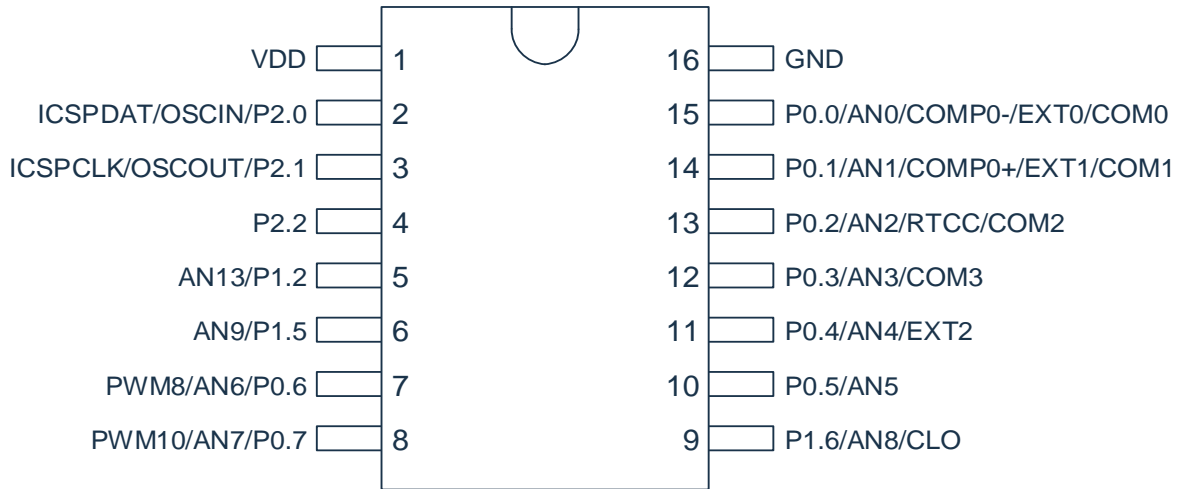 VDD 1 16 GND
ICSPDAT/OSCIN/P2.0 2 15 P0.0/AN0/COMP0-/EXT0/COM0
ICSPCLK/OSCOUT/P2.1 3 14 P0.1/AN1/COMP0+/EXT1/COM1
P2.2 4 13 P0.2/AN2/RTCC/COM2
AN13/P1.2 5 12 P0.3/AN3/COM3
AN9/P1.5 6 11 P0.4/AN4/EXT2
PWM8/AN6/P0.6 7 10 P0.5/AN5
PWM10/AN7/P0.7 8 9 P1.6/AN8/CLO